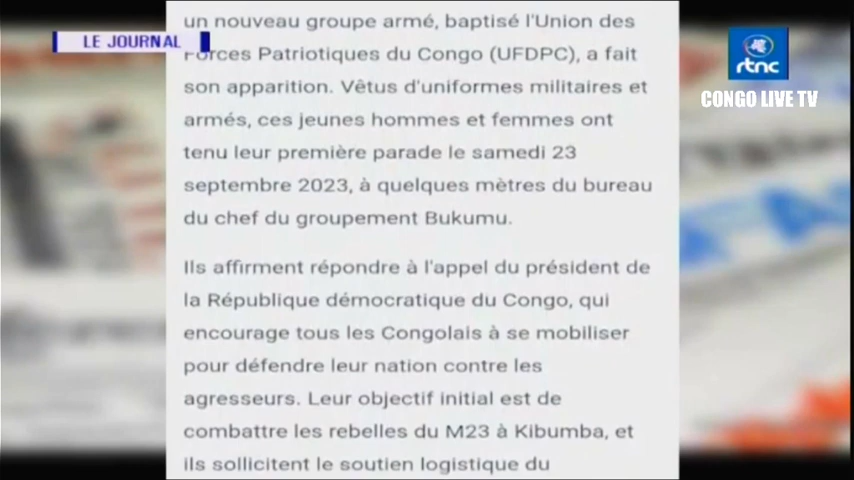 un nouveau groupe armé, baptisé l'Union des
LE JOURNAL
Forces Patriotiques du Congo (UFDPC), a fait
son apparition. Vêtus d'uniformes militaires et
armés, ces jeunes hommes et femmes ont
tenu leur première parade le samedi 23
septembre 2023, à quelques mètres du bureau
du chef du groupement Bukumu.
Ils affirment répondre à l'appel du président de
la République démocratique du Congo, qui
encourage tous les Congolais à se mobiliser
pour défendre leur nation contre les
agresseurs. Leur objectif initial est de
combattre les rebelles du M23 à Kibumba, et
ils sollicitent le soutien logistique du
rtnc
CONGO LIVE TV